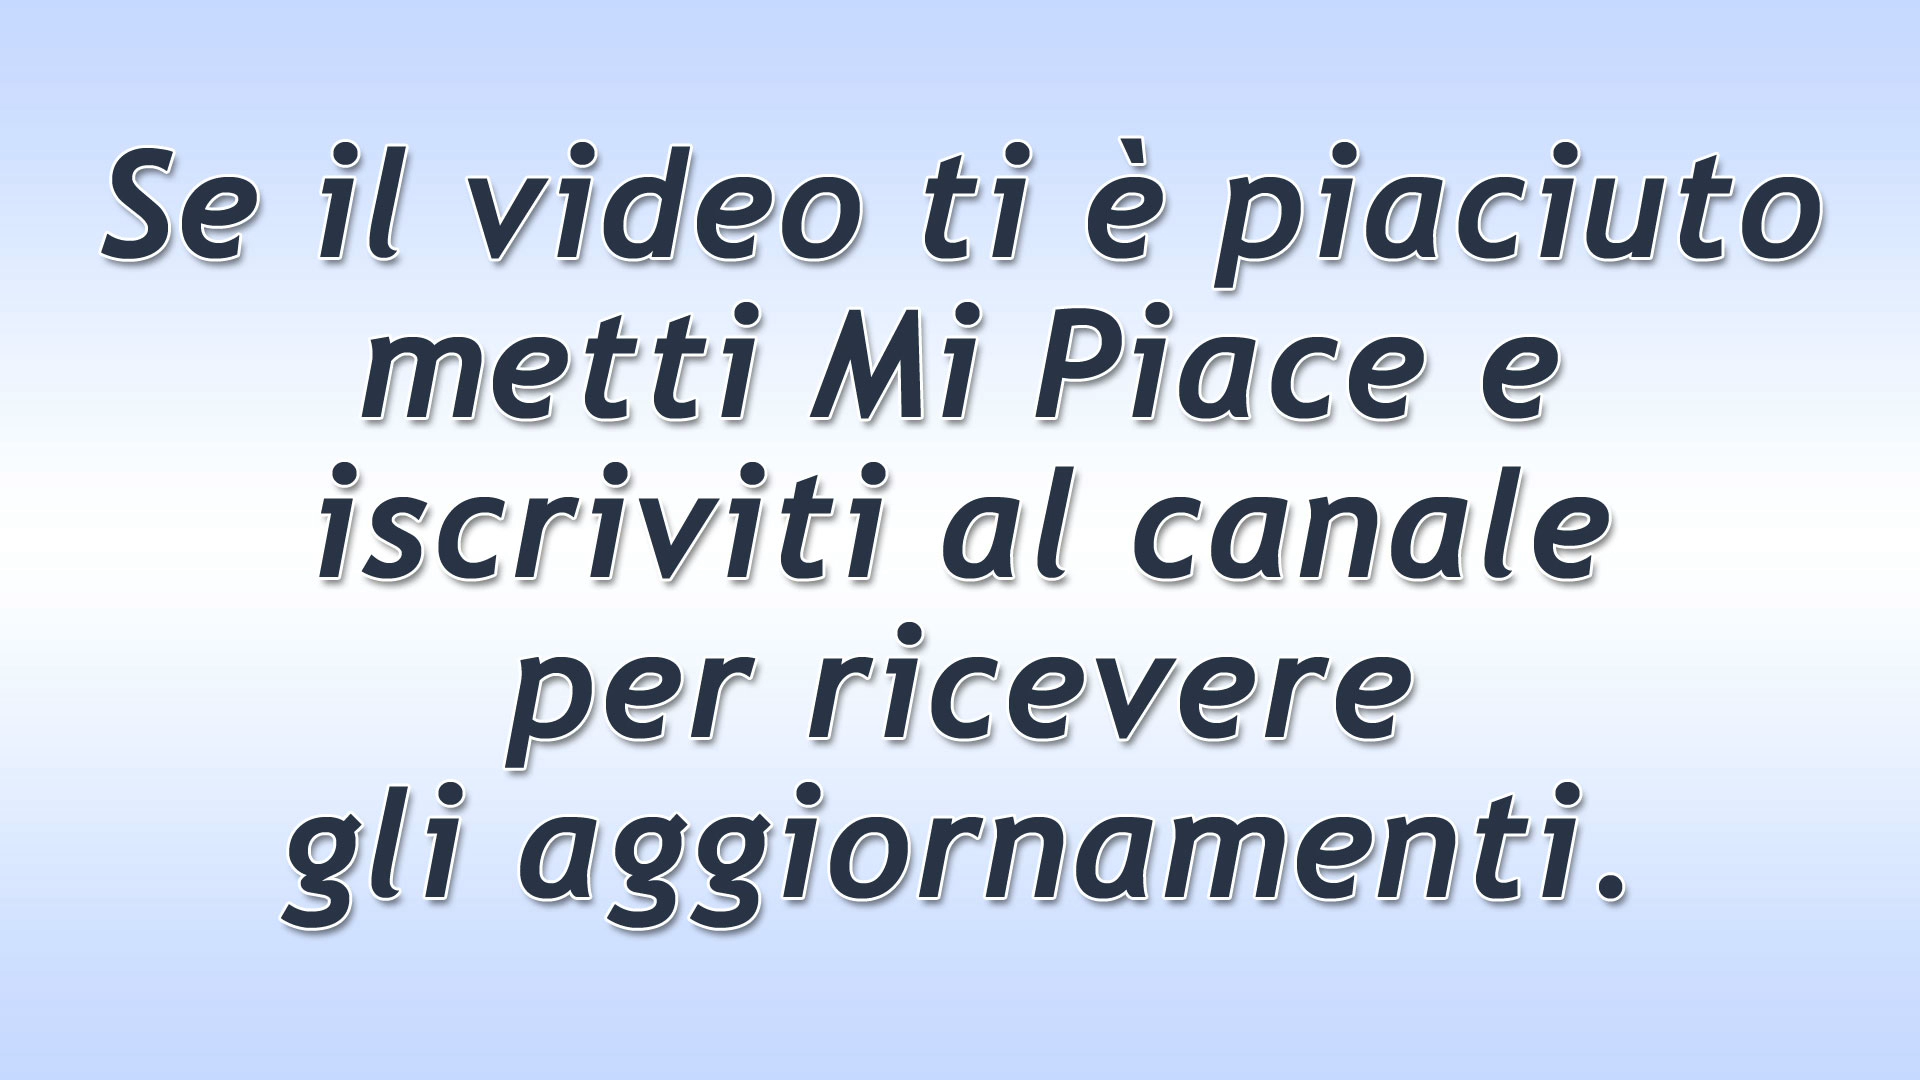 Se il video ti è piaciuto
metti Mi Piace e
iscriviti al canale
per ricevere
gli aggiornamenti.